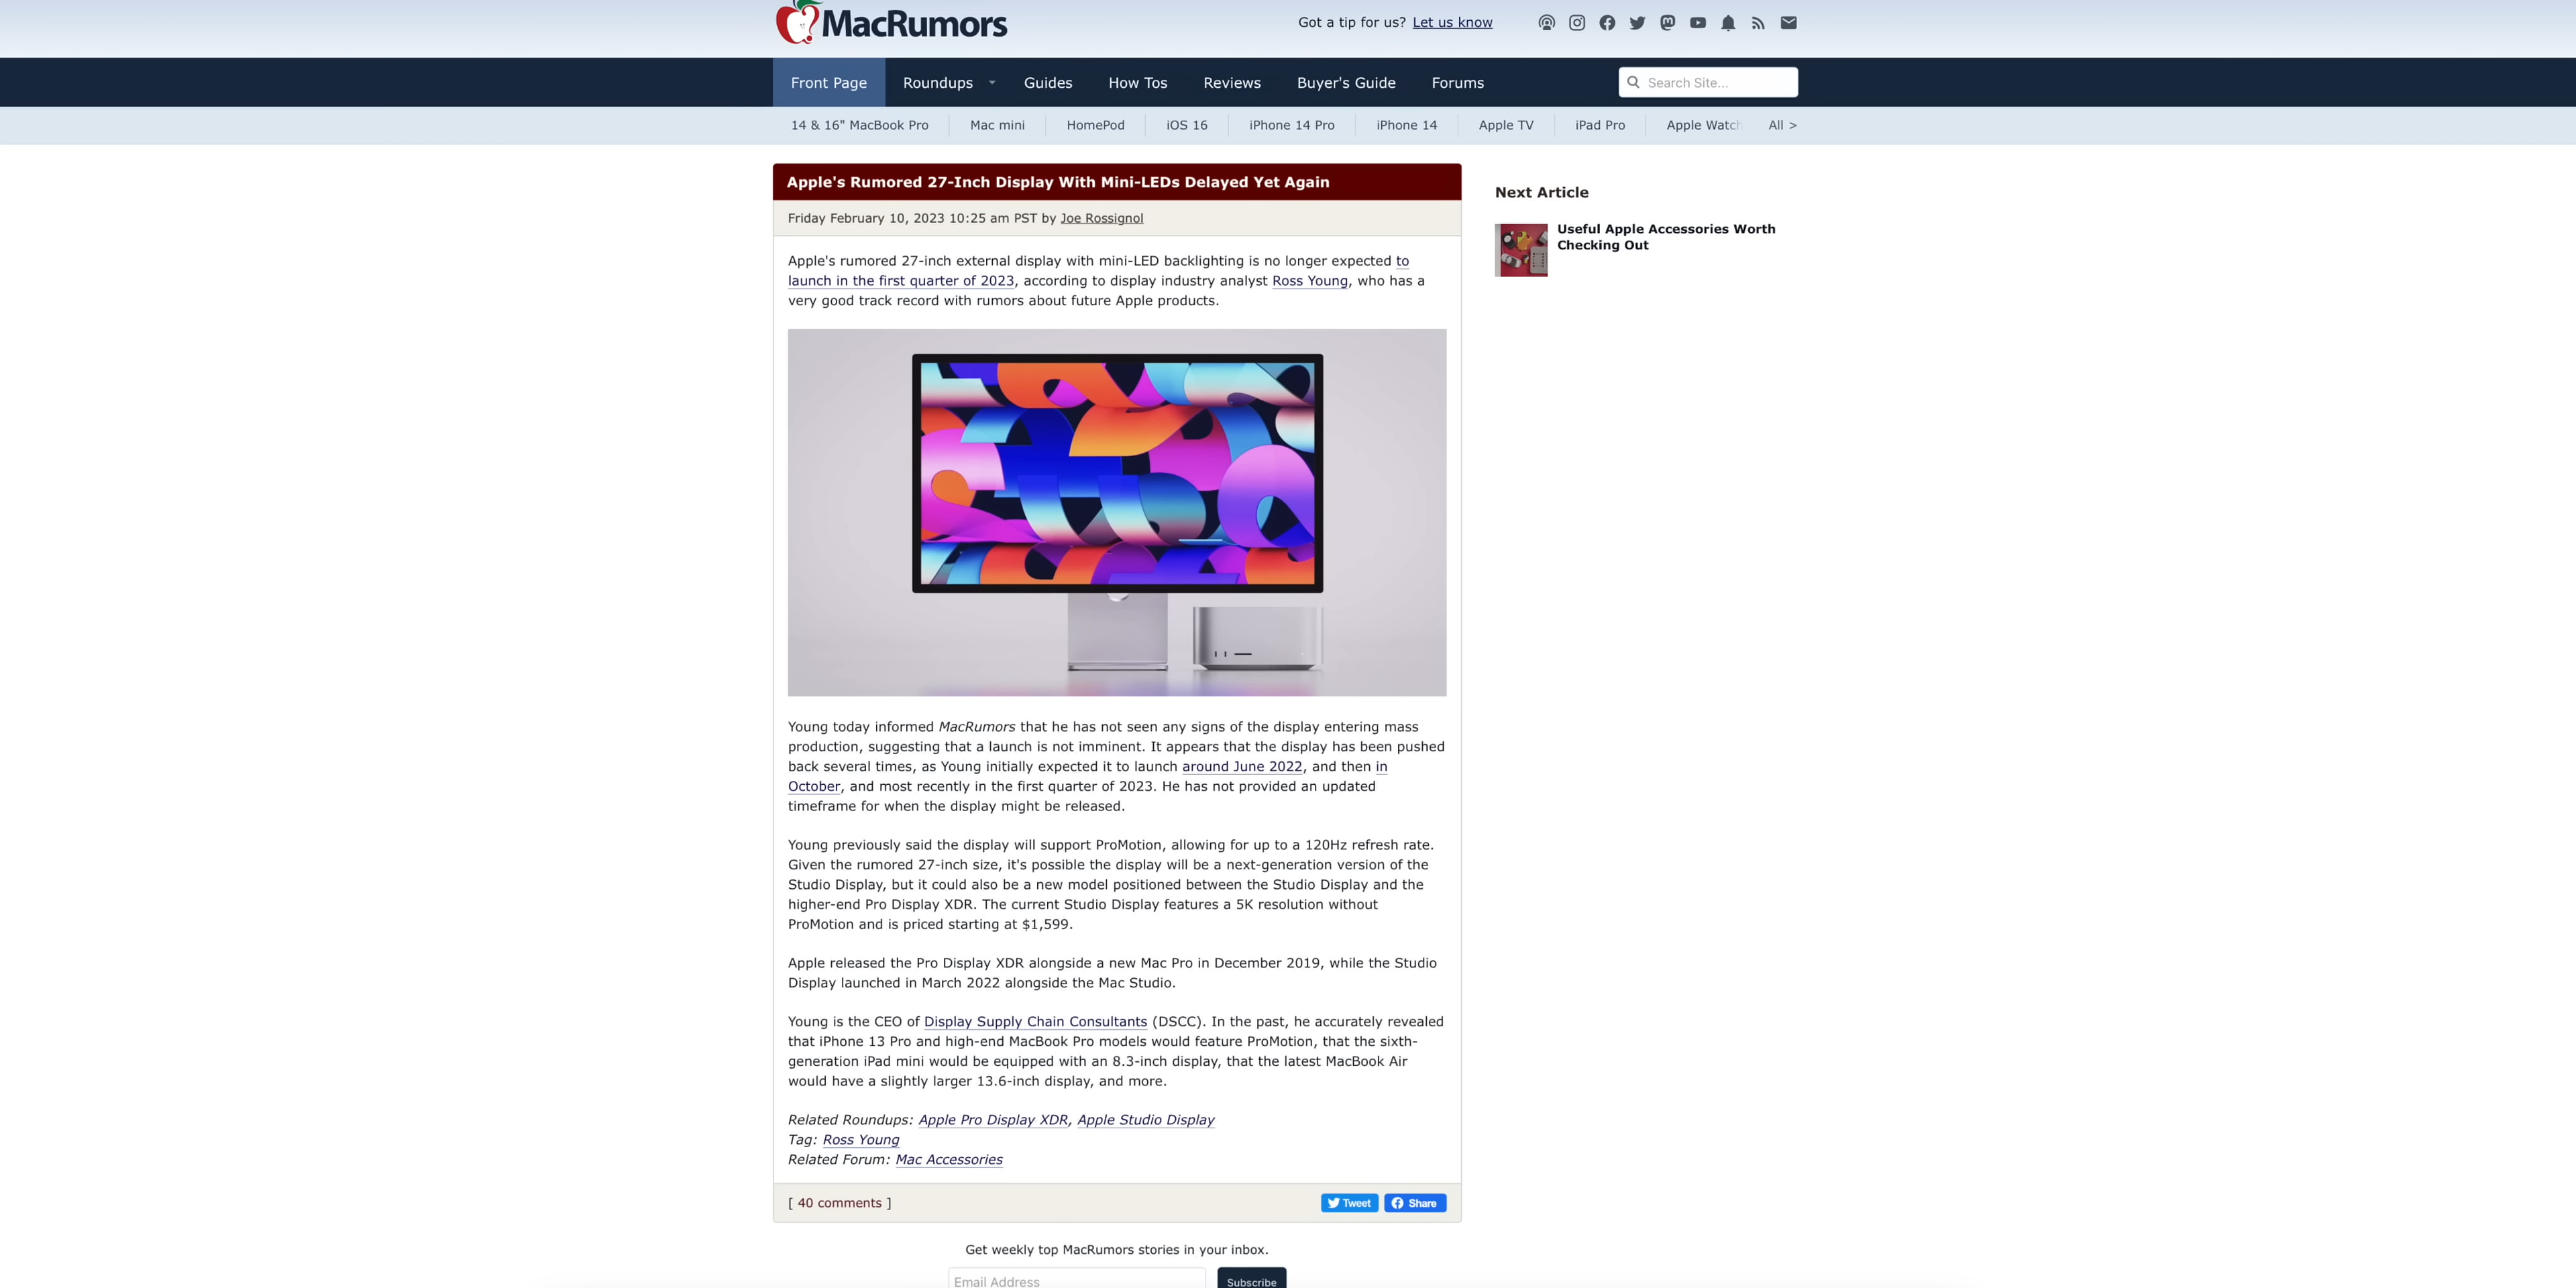 MacRumors
Got a tip for us? Let us know
Front Page
Roundups
Guides
How Tos
Reviews
Buyer's Guide
Forums
Search Site...
14 & 16" MacBook Pro
Mac mini
HomePod
iOS 16
iPhone 14 Pro
iPhone 14
Apple TV
iPad Pro
Apple Watch
All >
Apple's Rumored 27-Inch Display With Mini-LEDs Delayed Yet Again
Friday February 10, 2023 10:25 am PST by Joe Rossignol
Apple's rumored 27-inch external display with mini-LED backlighting is no longer expected to
launch in the first quarter of 2023, according to display industry analyst Ross Young, who has a
very good track record with rumors about future Apple products.
Young today informed MacRumors that he has not seen any signs of the display entering mass
production, suggesting that a launch is not imminent. It appears that the display has been pushed
back several times, as Young initially expected it to launch around June 2022, and then in
October, and most recently in the first quarter of 2023. He has not provided an updated
timeframe for when the display might be released.
Young previously said the display will support ProMotion, allowing for up to a 120Hz refresh rate.
Given the rumored 27-inch size, it's possible the display will be a next-generation version of the
Studio Display, but it could also be a new model positioned between the Studio Display and the
higher-end Pro Display XDR. The current Studio Display features a 5K resolution without
ProMotion and is priced starting at $1,599.
Apple released the Pro Display XDR alongside a new Mac Pro in December 2019, while the Studio
Display launched in March 2022 alongside the Mac Studio.
Young is the CEO of Display Supply Chain Consultants (DSCC). In the past, he accurately revealed
that iPhone 13 Pro and high-end MacBook Pro models would feature ProMotion, that the sixth-
generation iPad mini would be equipped with an 8.3-inch display, that the latest MacBook Air
would have a slightly larger 13.6-inch display, and more.
Related Roundups: Apple Pro Display XDR, Apple Studio Display
Tag: Ross Young
Related Forum: Mac Accessories
[ 40 comments ]
Tweet
Share
Get weekly top MacRumors stories in your inbox.
Email Address
Subscribe
Next Article
Useful Apple Accessories Worth
Checking Out